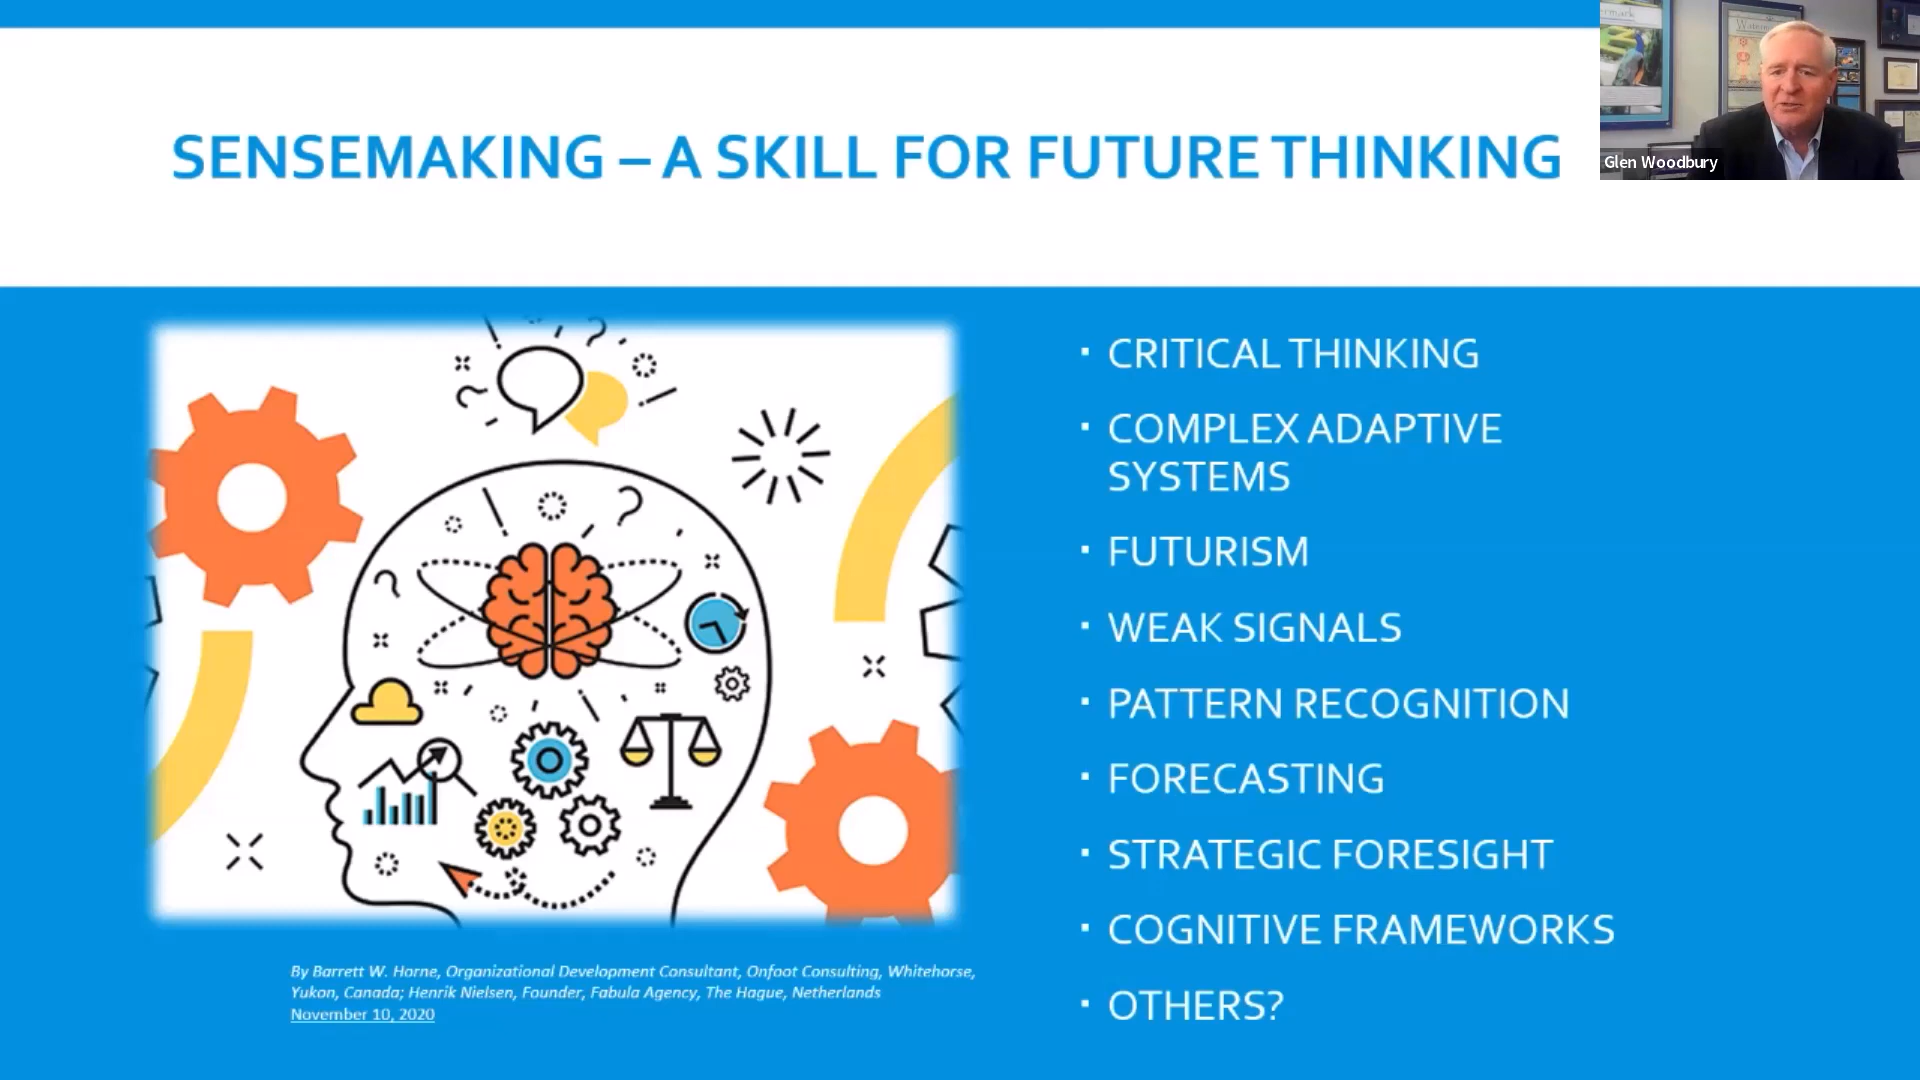 SENSEMAKING – A SKILL FOR FUTURE THINKING
Glen Woodbury
▪ CRITICAL THINKING
▪ COMPLEX ADAPTIVE
SYSTEMS
▪ FUTURISM
▪ WEAK SIGNALS
▪ PATTERN RECOGNITION
▪ FORECASTING
▪ STRATEGIC FORESIGHT
▪ COGNITIVE FRAMEWORKS
▪ OTHERS?
By Barrett W. Horne, Organizational Development Consultant, Onfoot Consulting, Whitehorse,
Yukon, Canada; Henrik Nielsen, Founder, Fabula Agency, The Hague, Netherlands
November 10, 2020